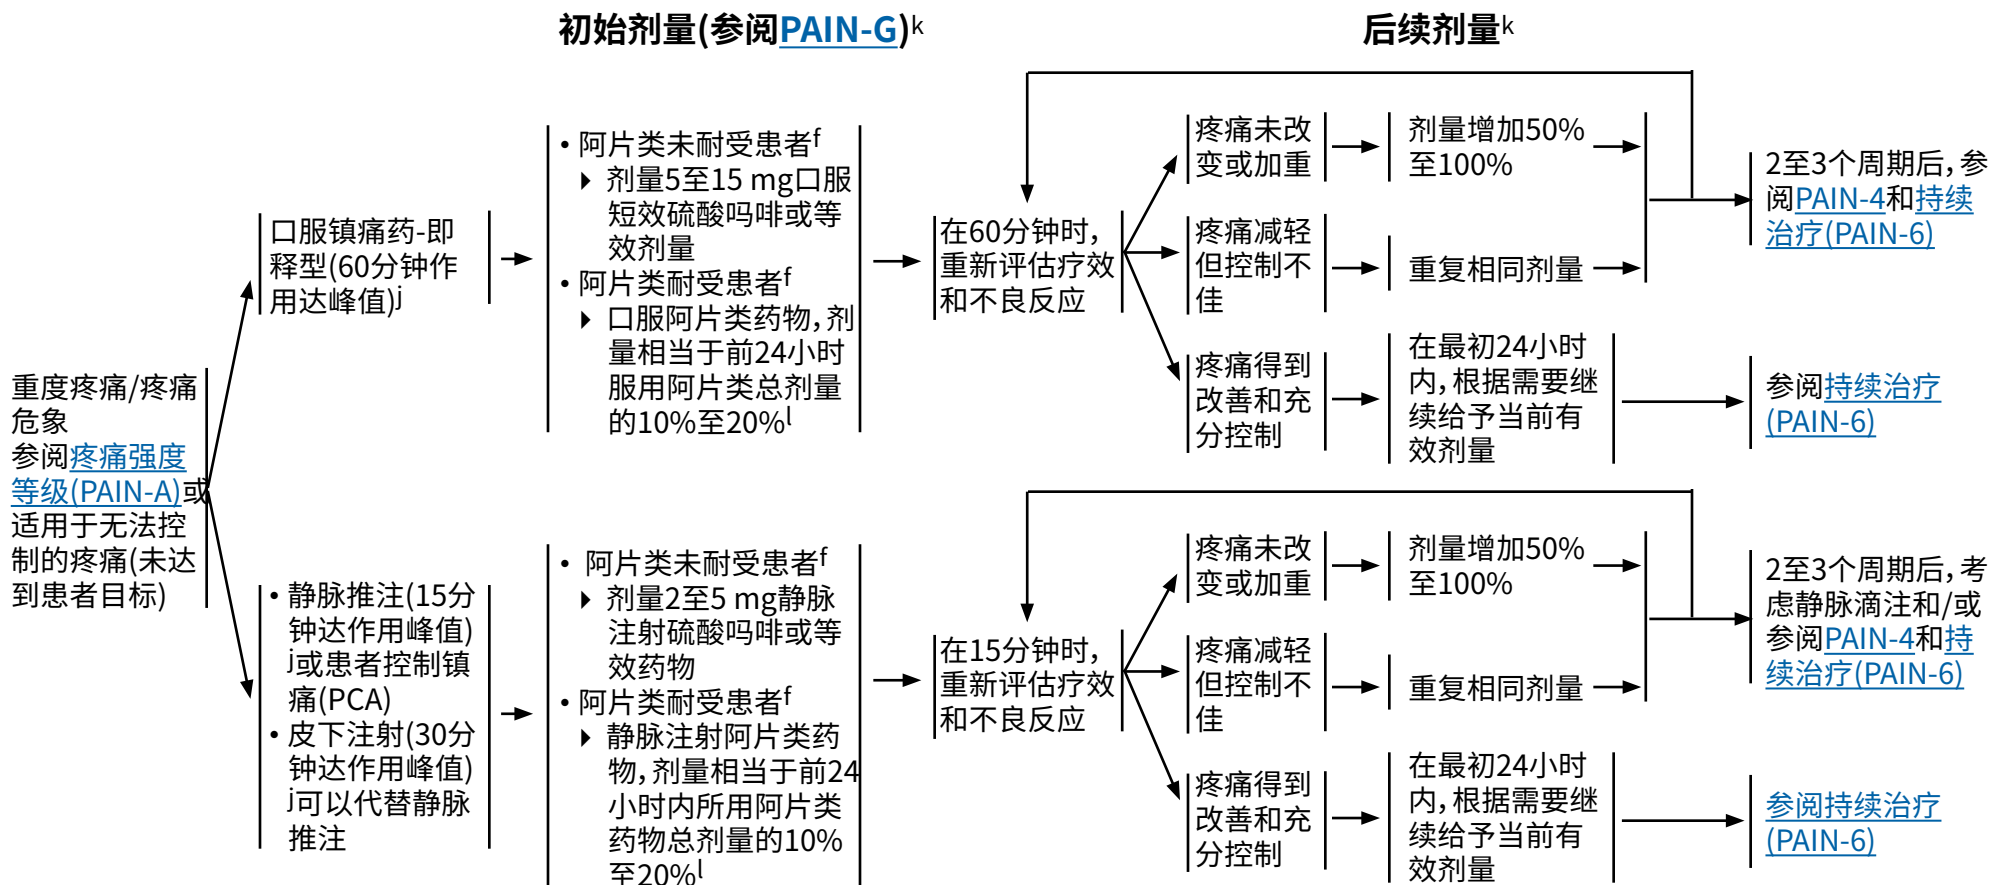 初始剂量(参阅PAIN-G)k
后续剂量k
重度疼痛/疼痛
危象
参阅疼痛强度
等级(PAIN-A)或
适用于无法控
制的疼痛(未达
到患者目标)
口服镇痛药-即
释型(60分钟作
用达峰值)j
• 阿片类未耐受患者f
剂量5至15 mg口服
短效硫酸吗啡或等
效剂量
• 阿片类耐受患者f
口服阿片类药物,剂
量相当于前24小时
服用阿片类总剂量
的10%至20%l
在60分钟时,
重新评估疗效
和不良反应
疼痛未改
变或加重
剂量增加50%
至100%
疼痛减轻
但控制不
佳
重复相同剂量
2至3个周期后,参
阅PAIN-4和持续
治疗(PAIN-6)
疼痛得到
改善和充
分控制
在最初24小时
内,根据需要继
续给予当前有
效剂量
参阅持续治疗
(PAIN-6)
• 静脉推注(15分
钟达作用峰值)
j或患者控制镇
痛(PCA)
• 皮下注射(30分
钟达作用峰值)
j可以代替静脉
推注
• 阿片类未耐受患者f
剂量2至5 mg静脉
注射硫酸吗啡或等
效药物
• 阿片类耐受患者f
静脉注射阿片类药
物,剂量相当于前24
小时内所用阿片类
药物总剂量的10%
至20%l
在15分钟时,
重新评估疗效
和不良反应
疼痛未改
变或加重
剂量增加50%
至100%
疼痛减轻
但控制不
佳
重复相同剂量
2至3个周期后,考
虑静脉滴注和/或
参阅PAIN-4和持
续治疗(PAIN-6)
疼痛得到
改善和充
分控制
在最初24小时
内,根据需要继
续给予当前有
效剂量
参阅持续治疗
(PAIN-6)